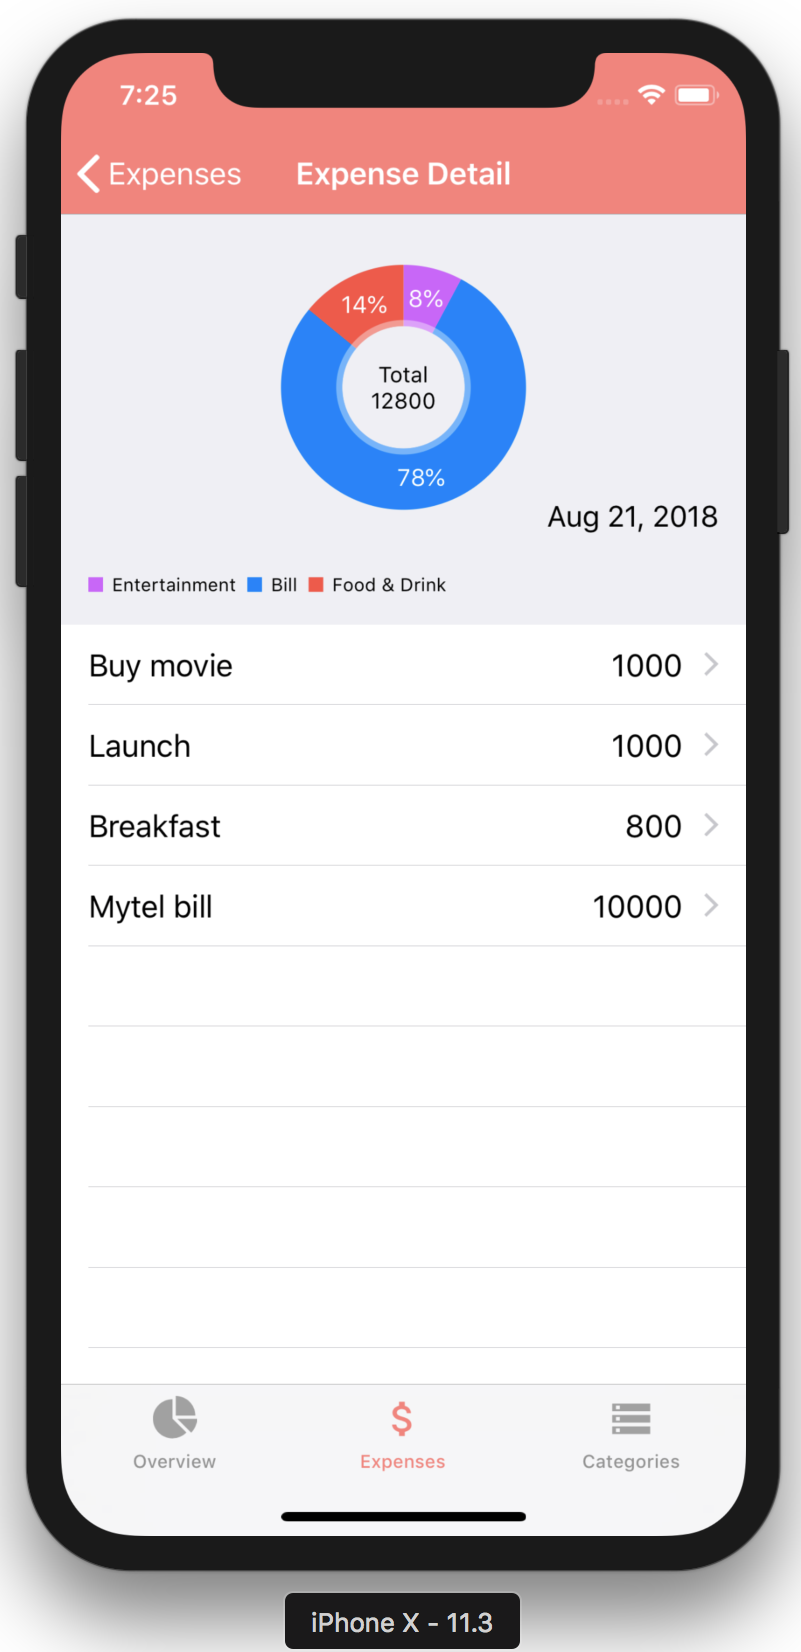 7:25
Expenses Expense Detail
14% 8%
Total
12800
78%
Aug 21, 2018
Entertainment Bill Food & Drink
Buy movie 1000
Launch 1000
Breakfast 800
Mytel bill 10000
Overview Expenses Categories
iPhone X - 11.3